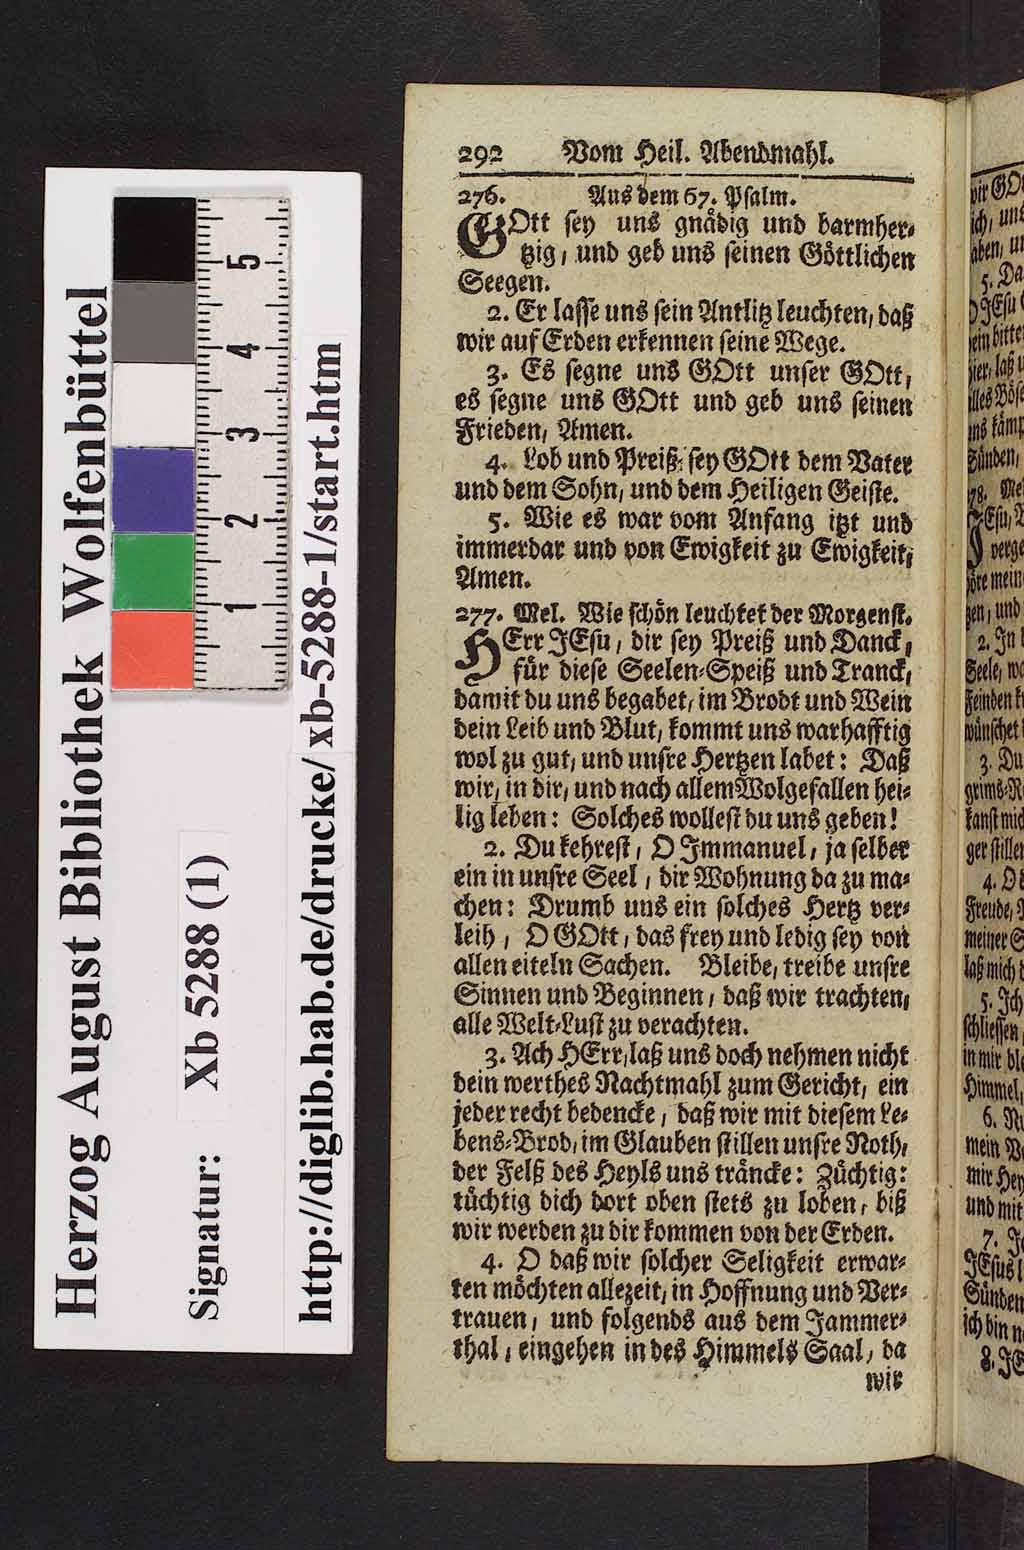 292 Vom Heil. Abendmahl.
276. Aus dem 67. Psalm.
GOtt sey uns gnädig und barmher-
tzig, und geb uns seinen Göttlichen
Seegen.
2. Er lasse uns sein Antlitz leuchten, daß
wir auf Erden erkennen seine Wege.
3. Es segne uns GOtt unser GOtt,
es segne uns GOtt und geb uns seinen
Frieden, Amen.
4. Lob und Preiß sey GOtt dem Vater
und dem Sohn, und dem Heiligen Geiste.
5. Wie es war vom Anfang itzt und
immerdar und von Ewigkeit zu Ewigkeit,
Amen.
277. Mel. Wie schön leuchtet der Morgenst.
HErr JEsu, dir sey Preiß und Danck,
für diese Seelen-Speiß und Tranck,
damit du uns begabet, im Brodt und Wein
dein Leib und Blut, kommt uns warhafftig
wol zu gut, und unsre Hertzen labet: Daß
wir, in dir, und nach allem Wolgefallen hei-
lig leben: Solches wollest du uns geben!
2. Du kehrest, O Immanuel, ja selber
ein in unsre Seel, dir Wohnung da zu ma-
chen: Drumb uns ein solches Hertz ver-
leih, O GOtt, das frey und ledig sey von
allen eiteln Sachen. Bleibe, treibe unsre
Sinnen und Beginnen, daß wir trachten,
alle Welt-Lust zu verachten.
3. Ach HErr, laß uns doch nehmen nicht
dein werthes Nachtmahl zum Gericht, ein
jeder recht bedencke, daß wir mit diesem Le-
bens-Brod, im Glauben stillen unsre Noth,
der Felß des Heyls uns träncke: Züchtig:
tüchtig dich dort oben stets zu loben, biß
wir werden zu dir kommen von der Erden.
4. O daß wir solcher Seligkeit erwar-
ten möchten allezeit, in Hoffnung und Ver-
trauen, und folgends aus dem Jammer-
thal, eingehen in des Himmels Saal, da
wir
Herzog August Bibliothek Wolfenbüttel
Signatur: Xb 5288 (1)
http://diglib.hab.de/drucke/xb-5288-1/start.htm
1 2 3 4 5